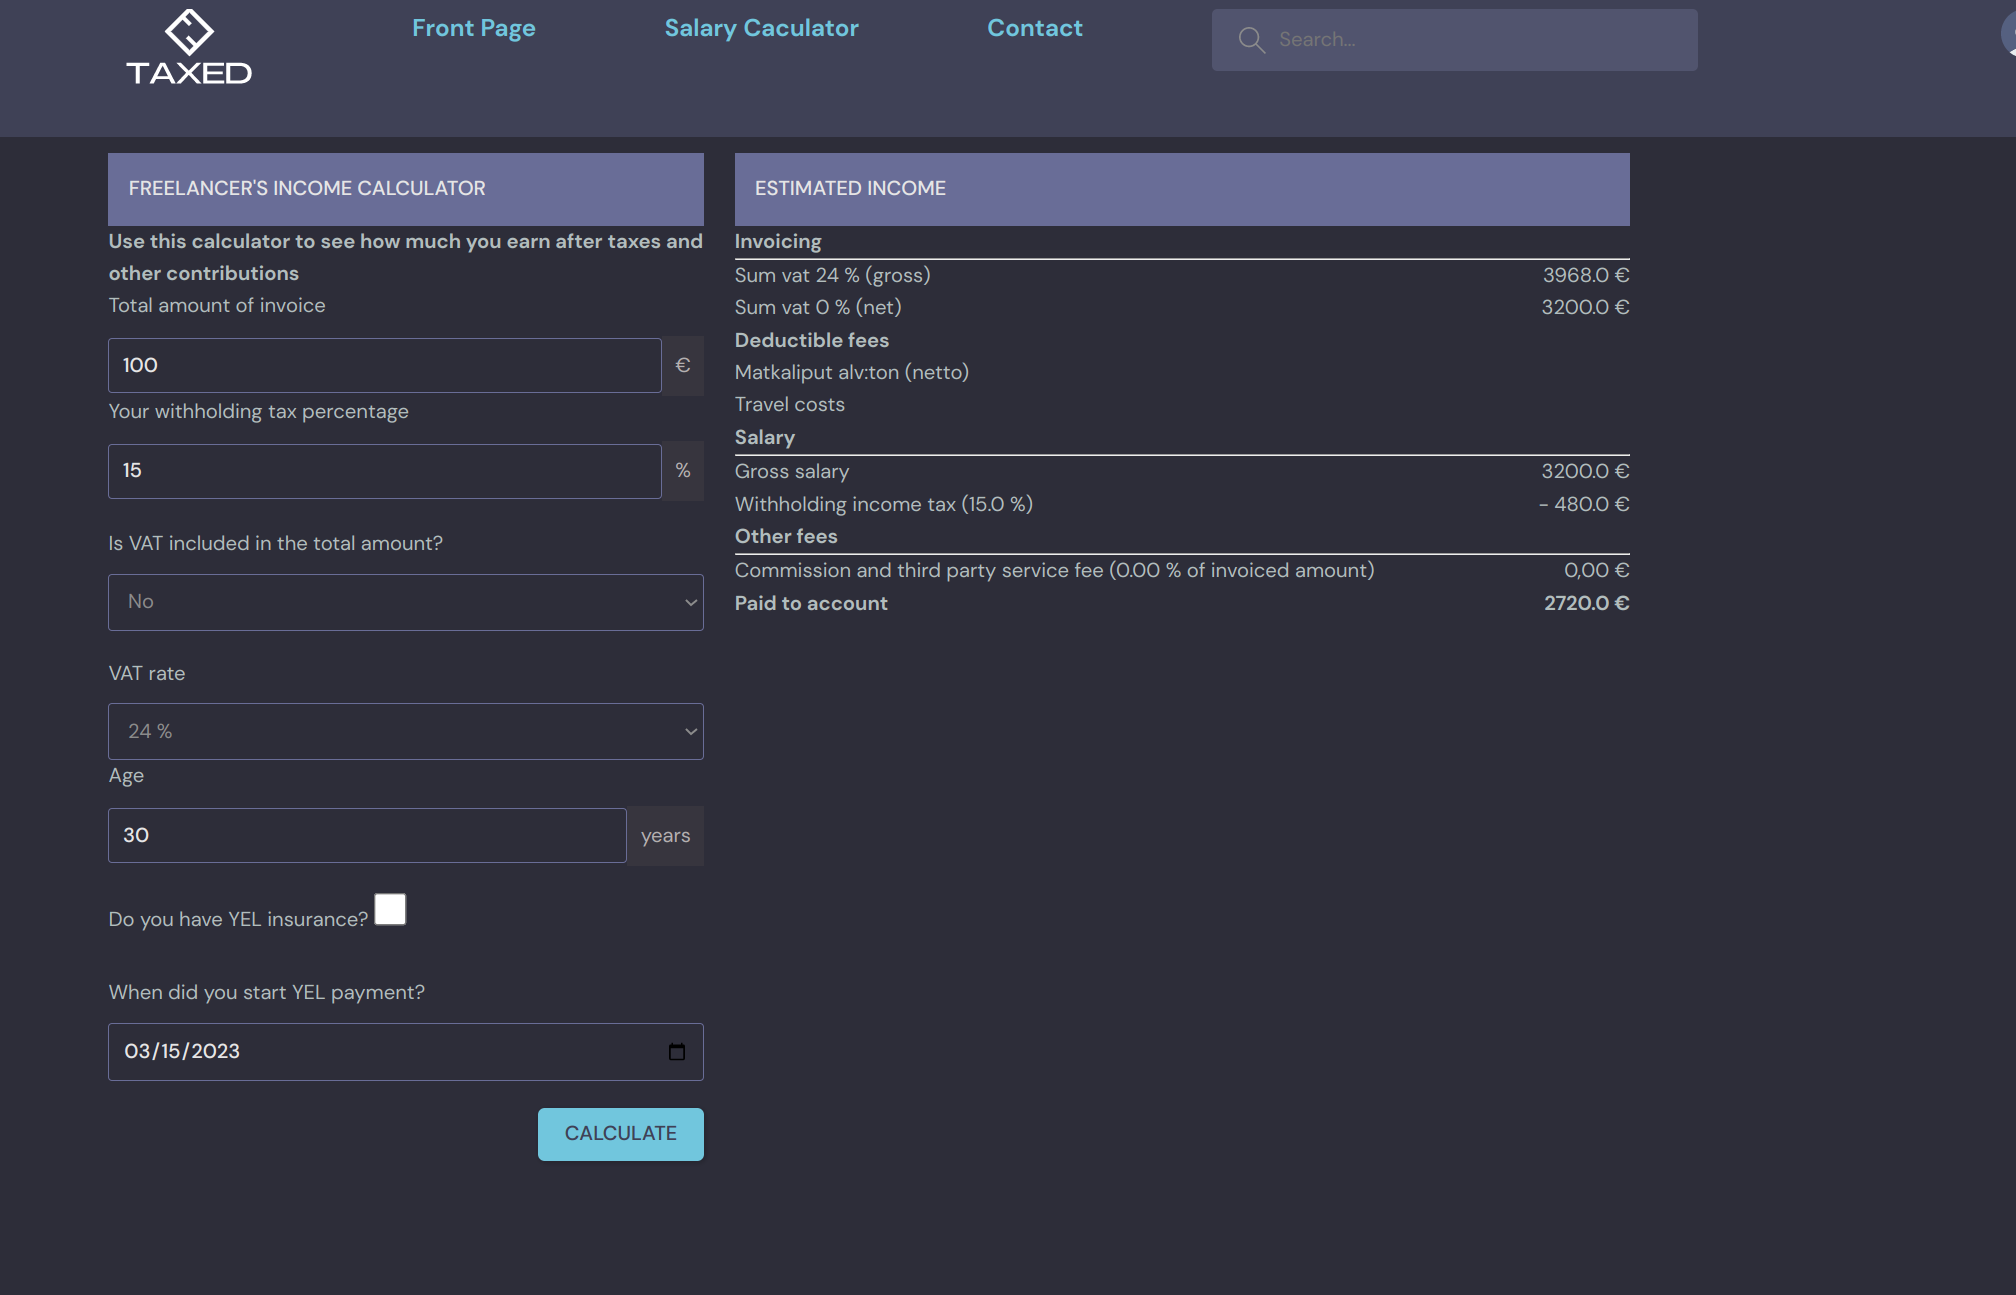 TAXED
Front Page
Salary Caculator
Contact
Search...
FREELANCER'S INCOME CALCULATOR
Use this calculator to see how much you earn after taxes and
other contributions
Total amount of invoice
100 €
Your withholding tax percentage
15 %
Is VAT included in the total amount?
No
VAT rate
24 %
Age
30 years
Do you have YEL insurance?
When did you start YEL payment?
03/15/2023
CALCULATE
ESTIMATED INCOME
Invoicing
Sum vat 24 % (gross) 3968.0 €
Sum vat 0 % (net) 3200.0 €
Deductible fees
Matkaliput alv:ton (netto)
Travel costs
Salary
Gross salary 3200.0 €
Withholding income tax (15.0 %) - 480.0 €
Other fees
Commission and third party service fee (0.00 % of invoiced amount) 0,00 €
Paid to account 2720.0 €